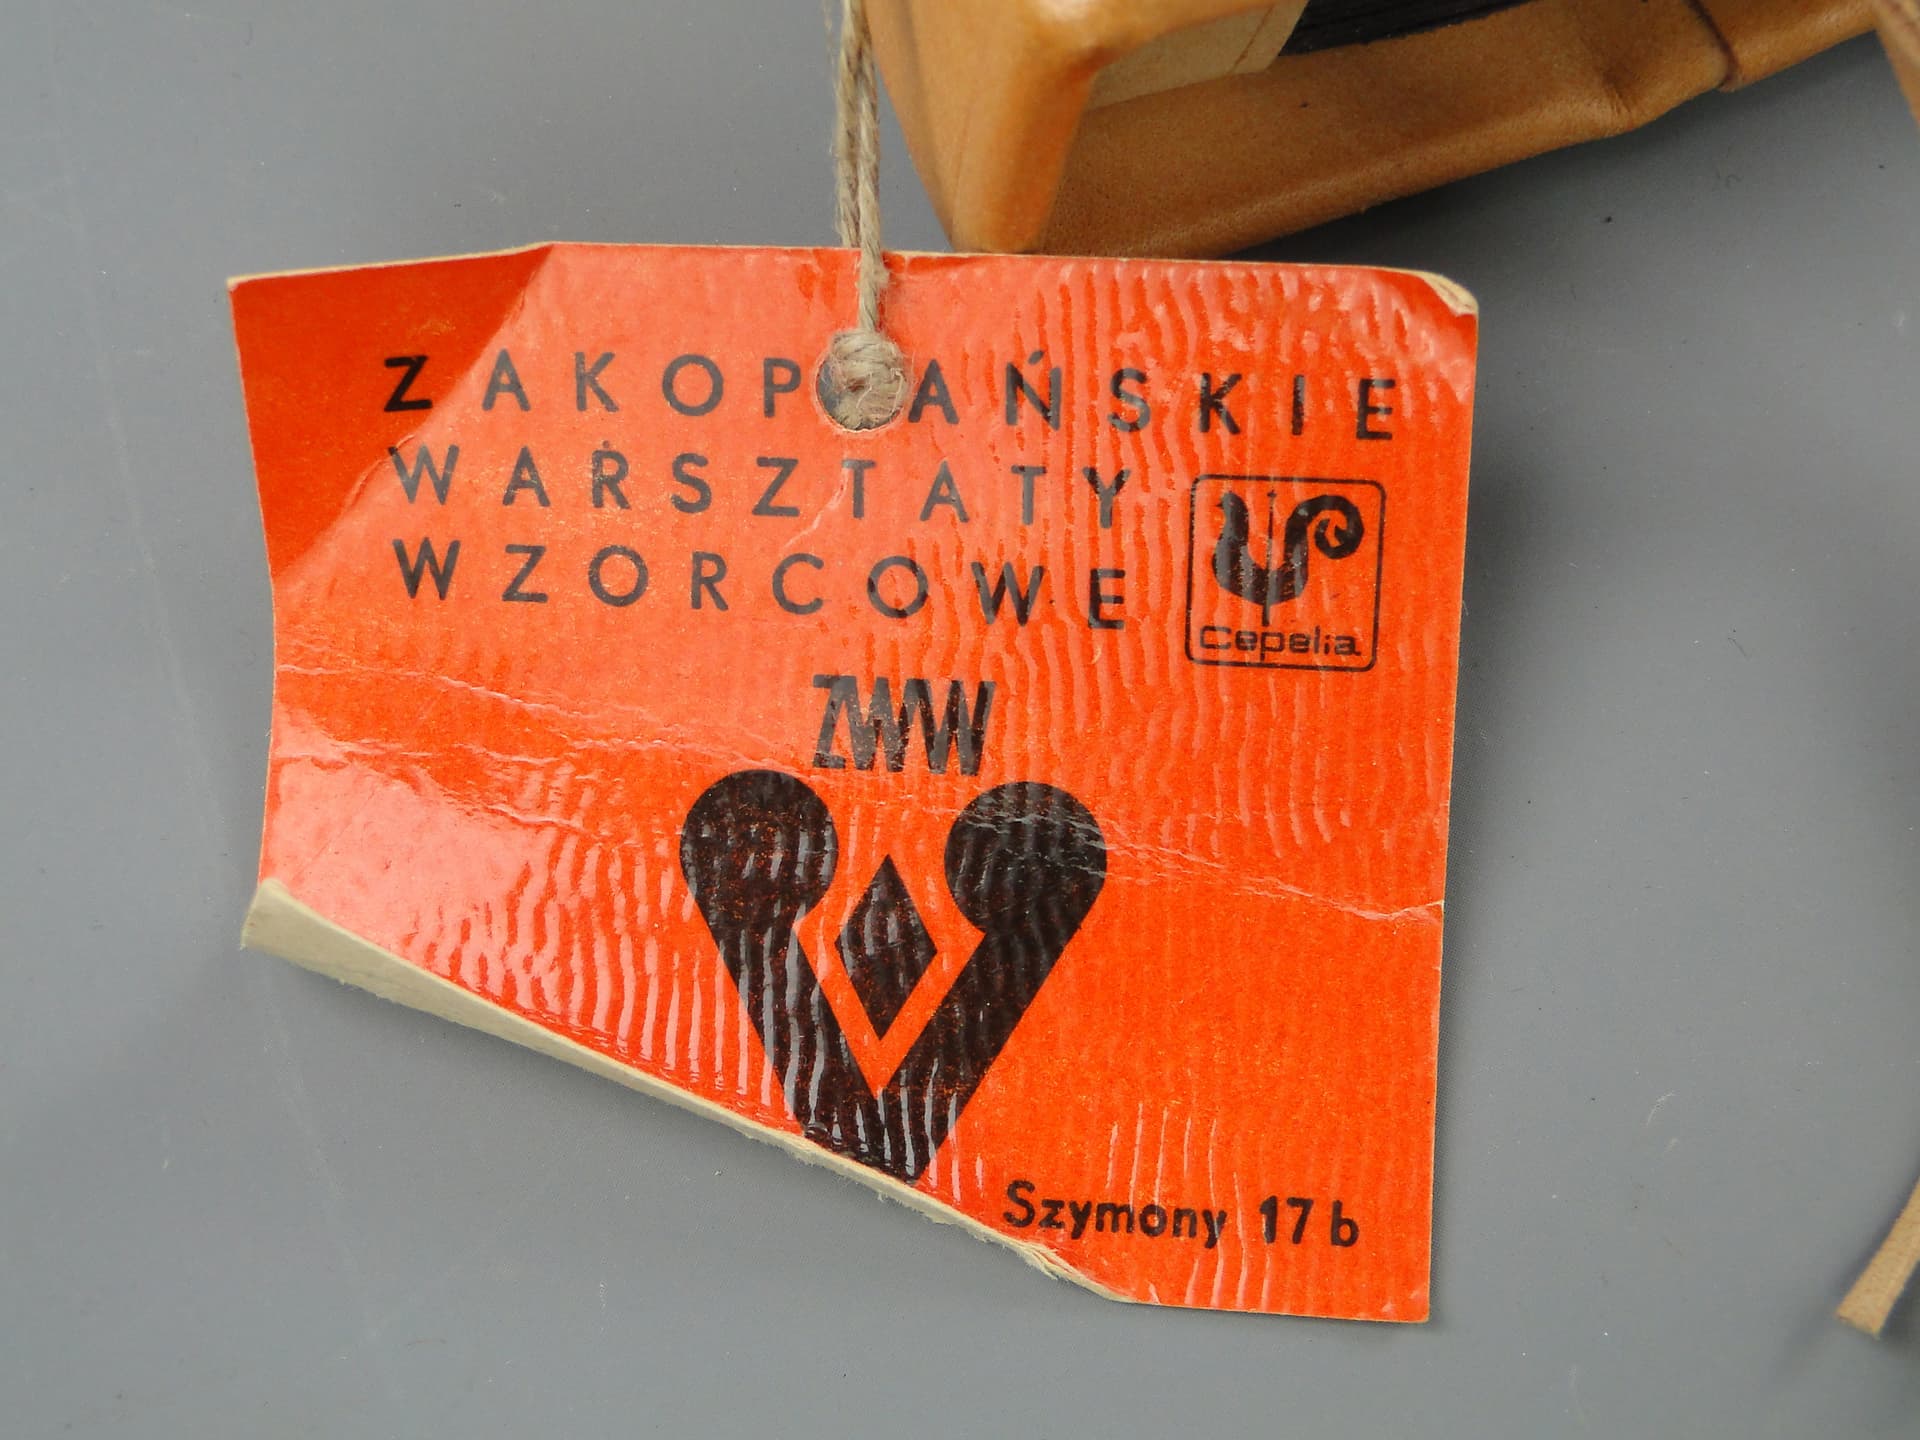 ZAKOPAŃSKIE
WARSZTATY
WZORCOWE
Cepelia
ZWW
Szymony 17 b